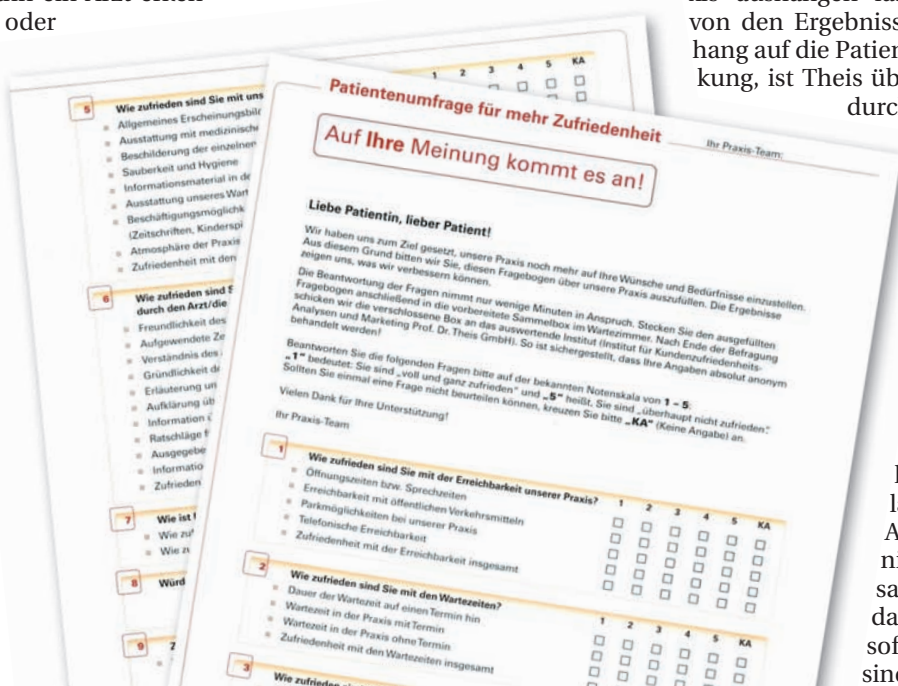 oder
von den Ergebniss
hang auf die Patien
kung, ist Theis üb
durc
5 Wie zufrieden sind Sie mit uns
Allgemeines Erscheinungsbild
Ausstattung mit medizinische
Beschilderung der einzelnen
Sauberkeit und Hygiene
Informationsmaterial in de
Ausstattung unseres Wart
Beschäftigungsmöglichk
(Zeitschriften, Kinderspi
Atmosphäre der Praxis
Zufriedenheit mit den
1 2 3 4 5 KA
6 Wie zufrieden sind S
durch den Arzt/die
Freundlichkeit des
Aufgewendete Ze
Verständnis des
Gründlichkeit de
Erläuterung un
Aufklärung üb
Information
Ratschläge
Ausgegebe
Informatio
Zufrieden
7 Wie ist
Wie zu
Wie zu
8 Würd
9
Patientenumfrage für mehr Zufriedenheit
Ihr Praxis-Team:
Auf Ihre Meinung kommt es an!
Liebe Patientin, lieber Patient!
Wir haben uns zum Ziel gesetzt, unsere Praxis noch mehr auf Ihre Wünsche und Bedürfnisse einzustellen.
Aus diesem Grund bitten wir Sie, diesen Fragebogen über unsere Praxis auszufüllen. Die Ergebnisse
zeigen uns, was wir verbessern können.
Die Beantwortung der Fragen nimmt nur wenige Minuten in Anspruch. Stecken Sie den ausgefüllten
Fragebogen anschließend in die vorbereitete Sammelbox im Wartezimmer. Nach Ende der Befragung
schicken wir die verschlossene Box an das auswertende Institut (Institut für Kundenzufriedenheits-
Analysen und Marketing Prof. Dr. Theis GmbH). So ist sichergestellt, dass Ihre Angaben absolut anonym
behandelt werden!
Beantworten Sie die folgenden Fragen bitte auf der bekannten Notenskala von 1 – 5:
„1“ bedeutet: Sie sind „voll und ganz zufrieden“ und „5“ heißt, Sie sind „überhaupt nicht zufrieden“.
Sollten Sie einmal eine Frage nicht beurteilen können, kreuzen Sie bitte „KA“ (Keine Angabe) an.
Vielen Dank für Ihre Unterstützung!
Ihr Praxis-Team
1 Wie zufrieden sind Sie mit der Erreichbarkeit unserer Praxis? 1 2 3 4 5 KA
Öffnungszeiten bzw. Sprechzeiten
Erreichbarkeit mit öffentlichen Verkehrsmitteln
Parkmöglichkeiten bei unserer Praxis
Telefonische Erreichbarkeit
Zufriedenheit mit der Erreichbarkeit insgesamt
2 Wie zufrieden sind Sie mit den Wartezeiten? 1 2 3 4 5 KA
Dauer der Wartezeit auf einen Termin hin
Wartezeit in der Praxis mit Termin
Wartezeit in der Praxis ohne Termin
Zufriedenheit mit den Wartezeiten insgesamt
3 Wie zufrieden
la
A
ni
sa
da
sof
sind